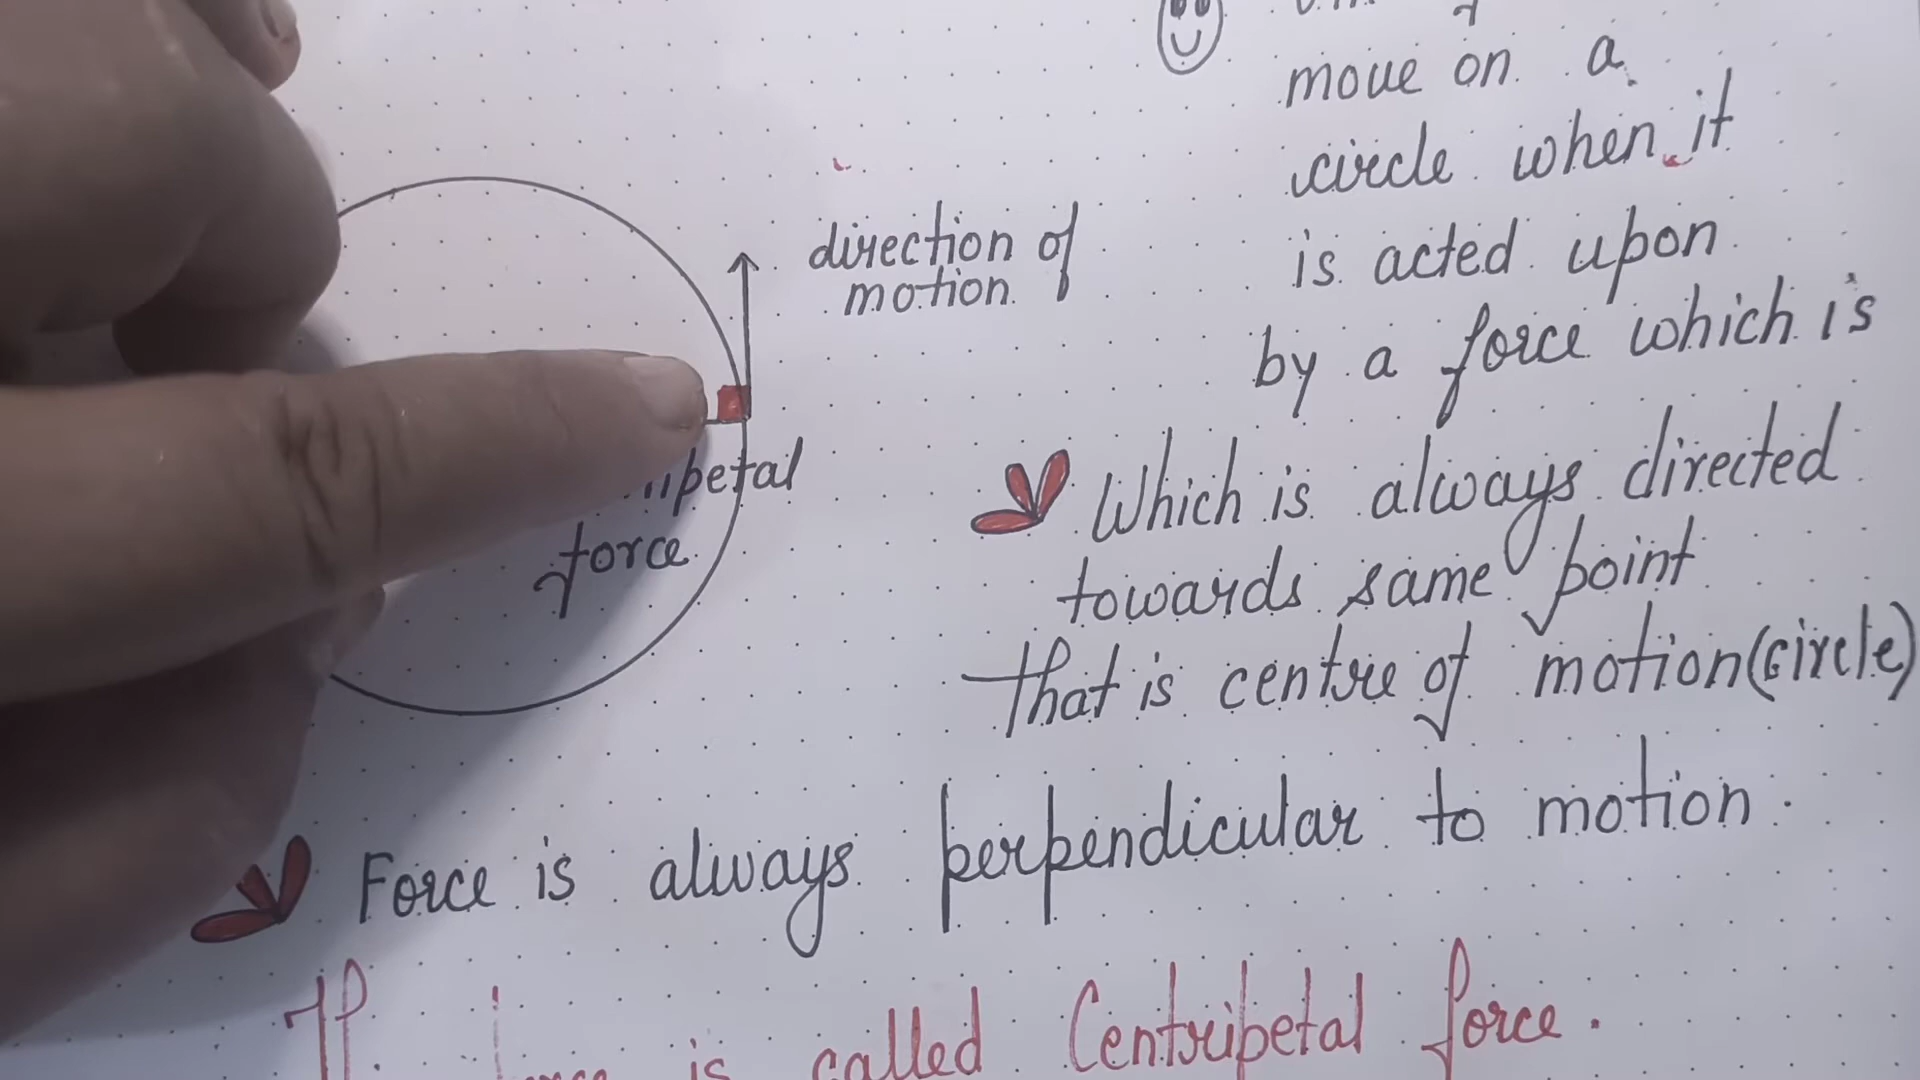 move on a
circle when it
is acted upon
by a force which is
direction of
motion
force
Which is always directed
towards same point
that is centre of motion(circle)
Force is always perpendicular to motion.
is called Centripetal force.